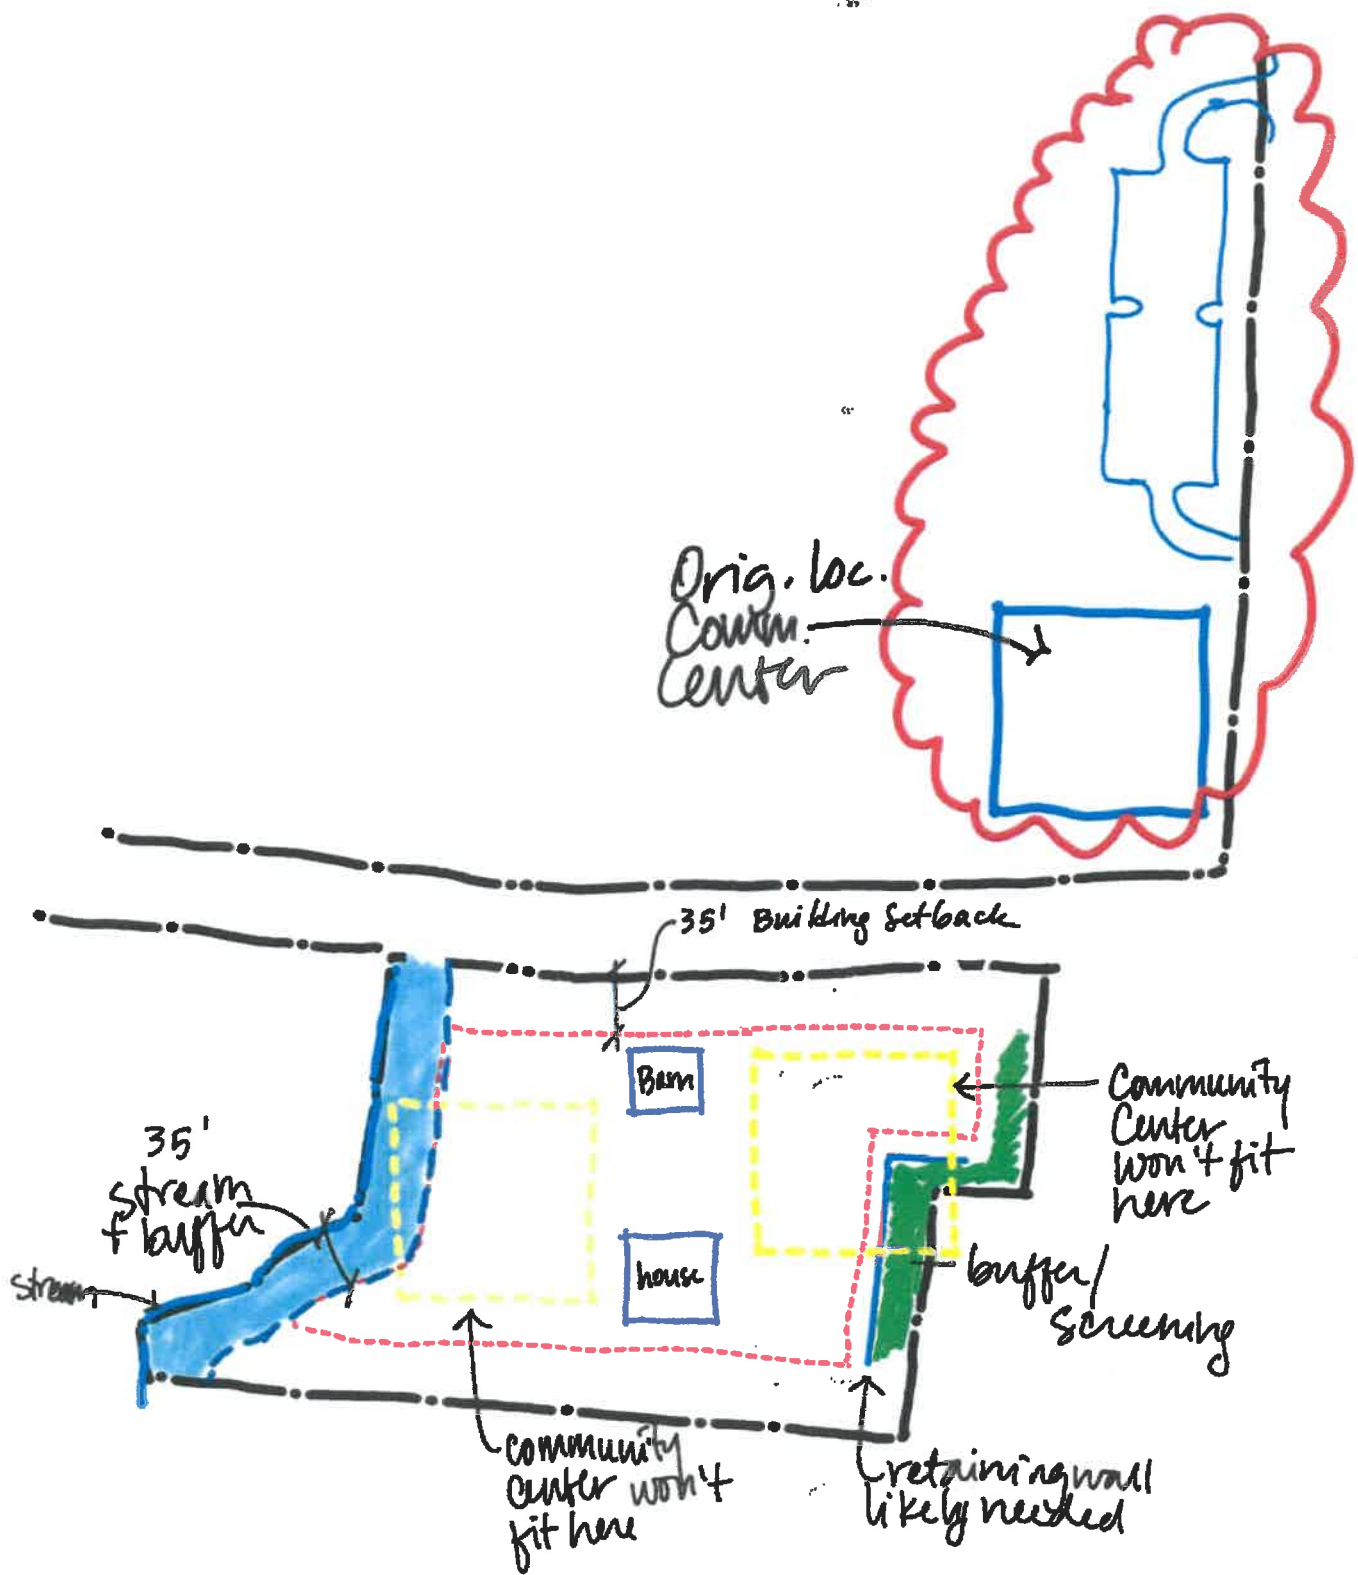 Orig. loc.
Comm.
Center
35' Building Setback
Barn
Community
Center
won't fit
here
35'
stream
+ buffer
stream
house
buffer/
screening
community
center won't
fit here
retaining wall
likely needed